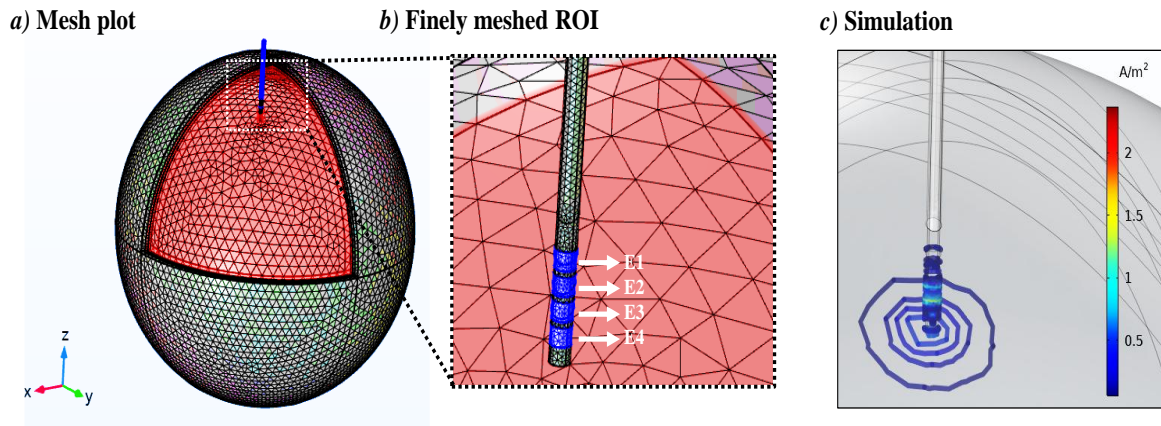 a) Mesh plot
b) Finely meshed ROI
c) Simulation
E1
E2
E3
E4
z
x
y
A/m²
2
1.5
1
0.5